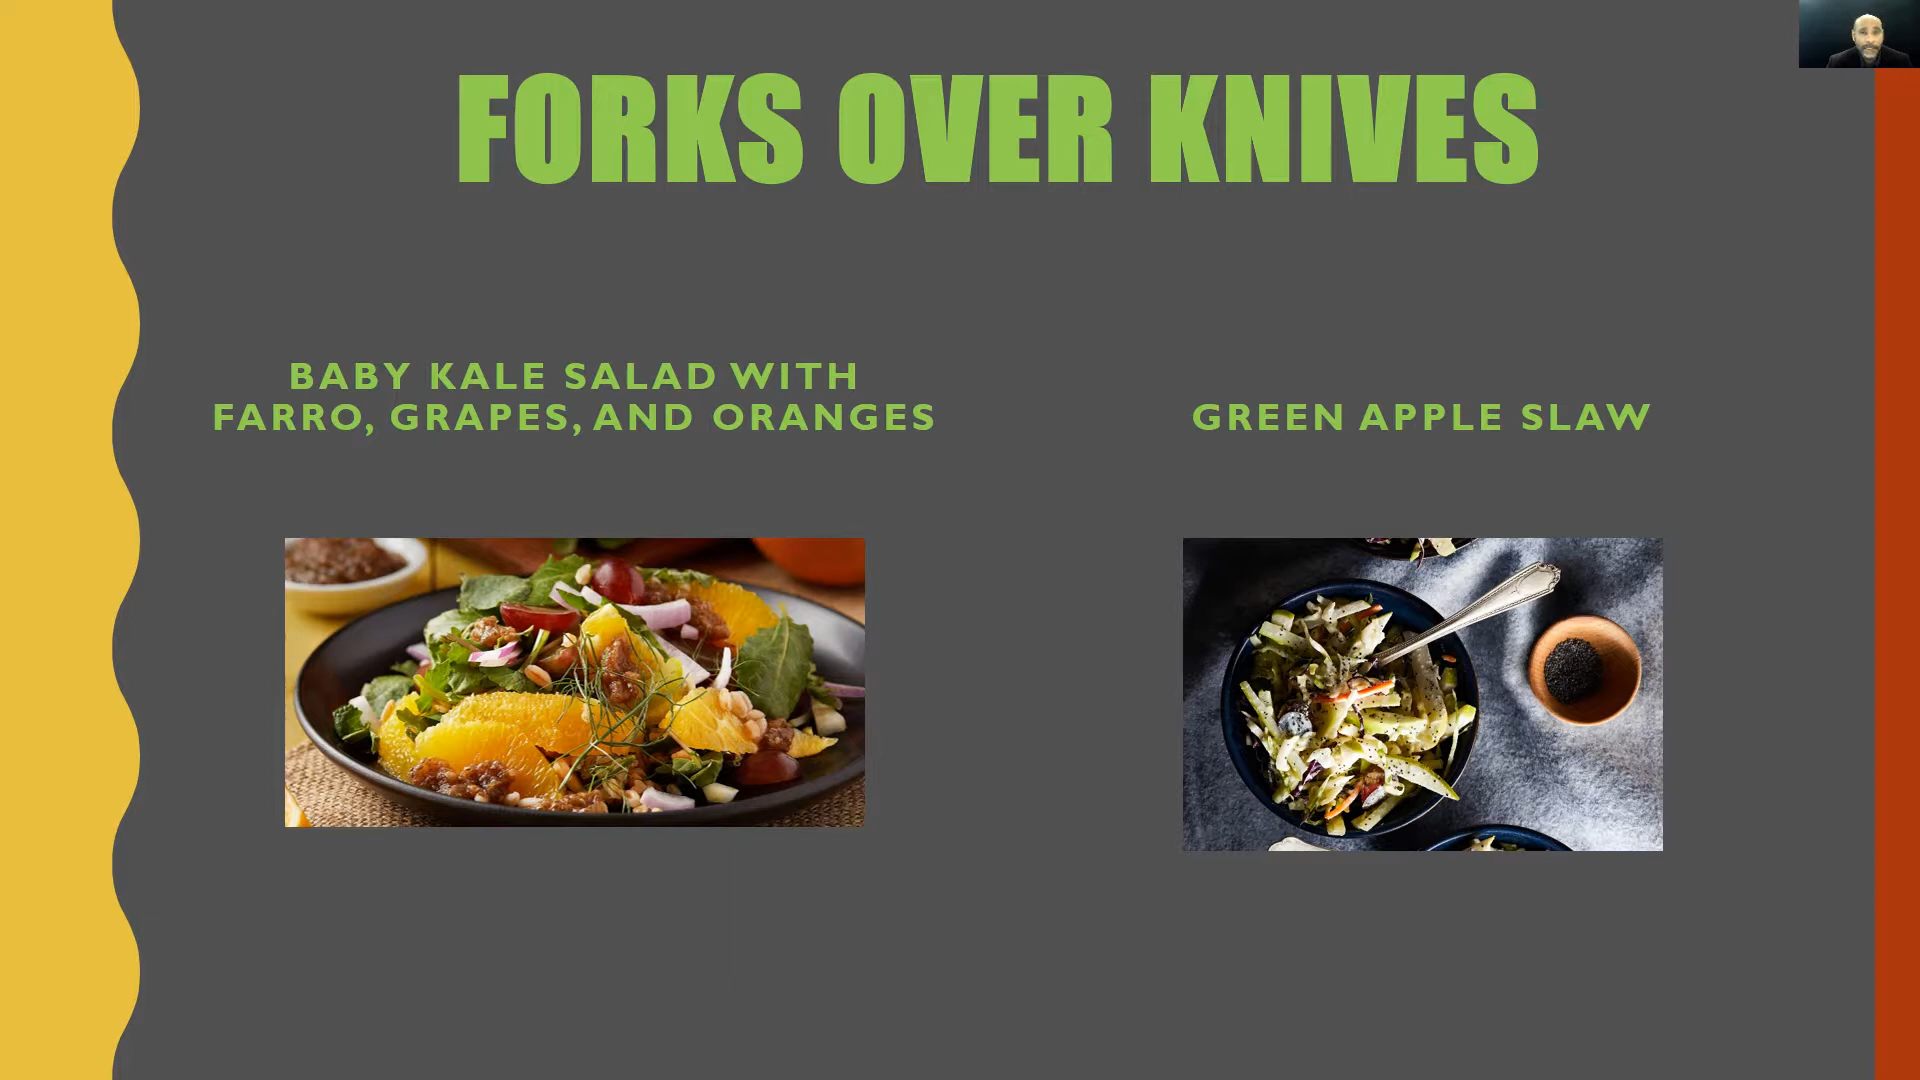 FORKS OVER KNIVES
BABY KALE SALAD WITH
FARRO, GRAPES, AND ORANGES
GREEN APPLE SLAW